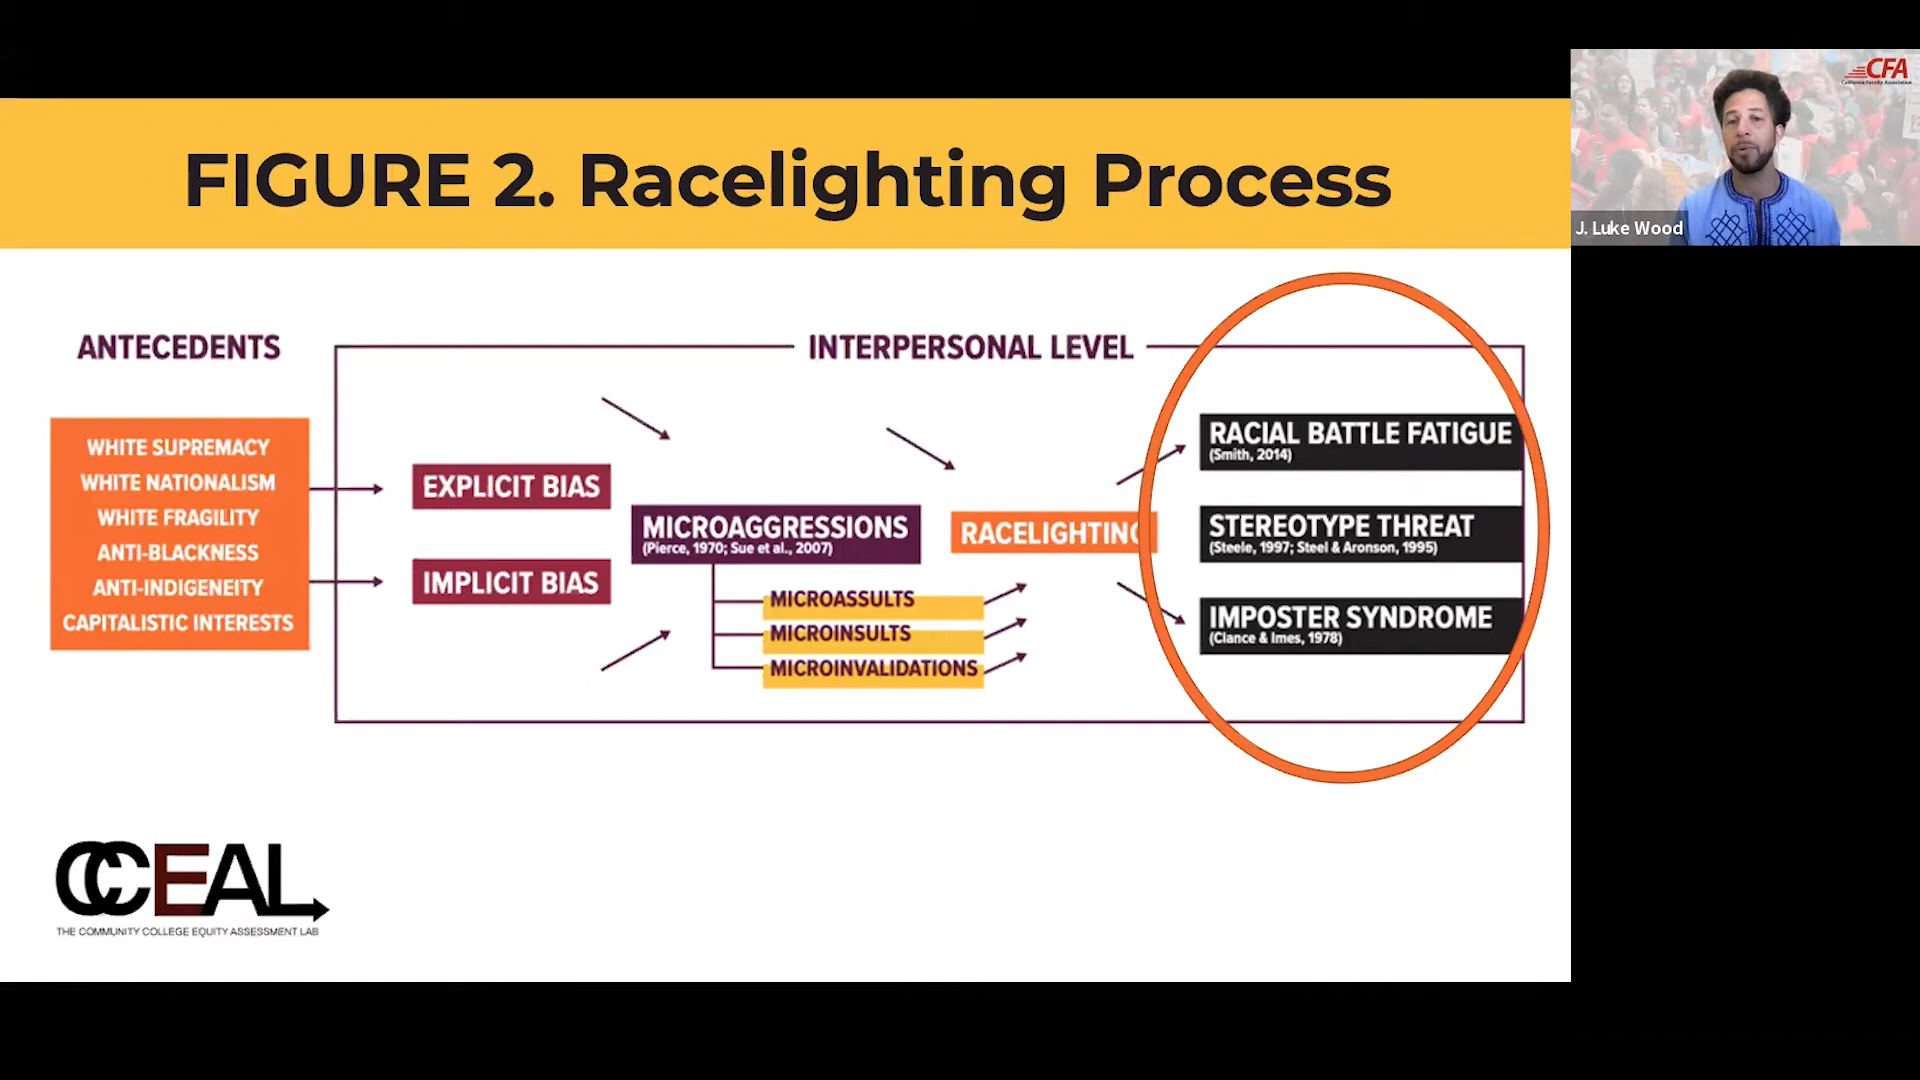 FIGURE 2. Racelighting Process
CFA
California Faculty Association
J. Luke Wood
ANTECEDENTS
INTERPERSONAL LEVEL
WHITE SUPREMACY
WHITE NATIONALISM
WHITE FRAGILITY
ANTI-BLACKNESS
ANTI-INDIGENEITY
CAPITALISTIC INTERESTS
EXPLICIT BIAS
IMPLICIT BIAS
MICROAGGRESSIONS
(Pierce, 1970; Sue et al., 2007)
MICROASSULTS
MICROINSULTS
MICROINVALIDATIONS
RACELIGHTING
RACIAL BATTLE FATIGUE
(Smith, 2014)
STEREOTYPE THREAT
(Steele, 1997; Steel & Aronson, 1995)
IMPOSTER SYNDROME
(Clance & Imes, 1978)
CCEAL
THE COMMUNITY COLLEGE EQUITY ASSESSMENT LAB